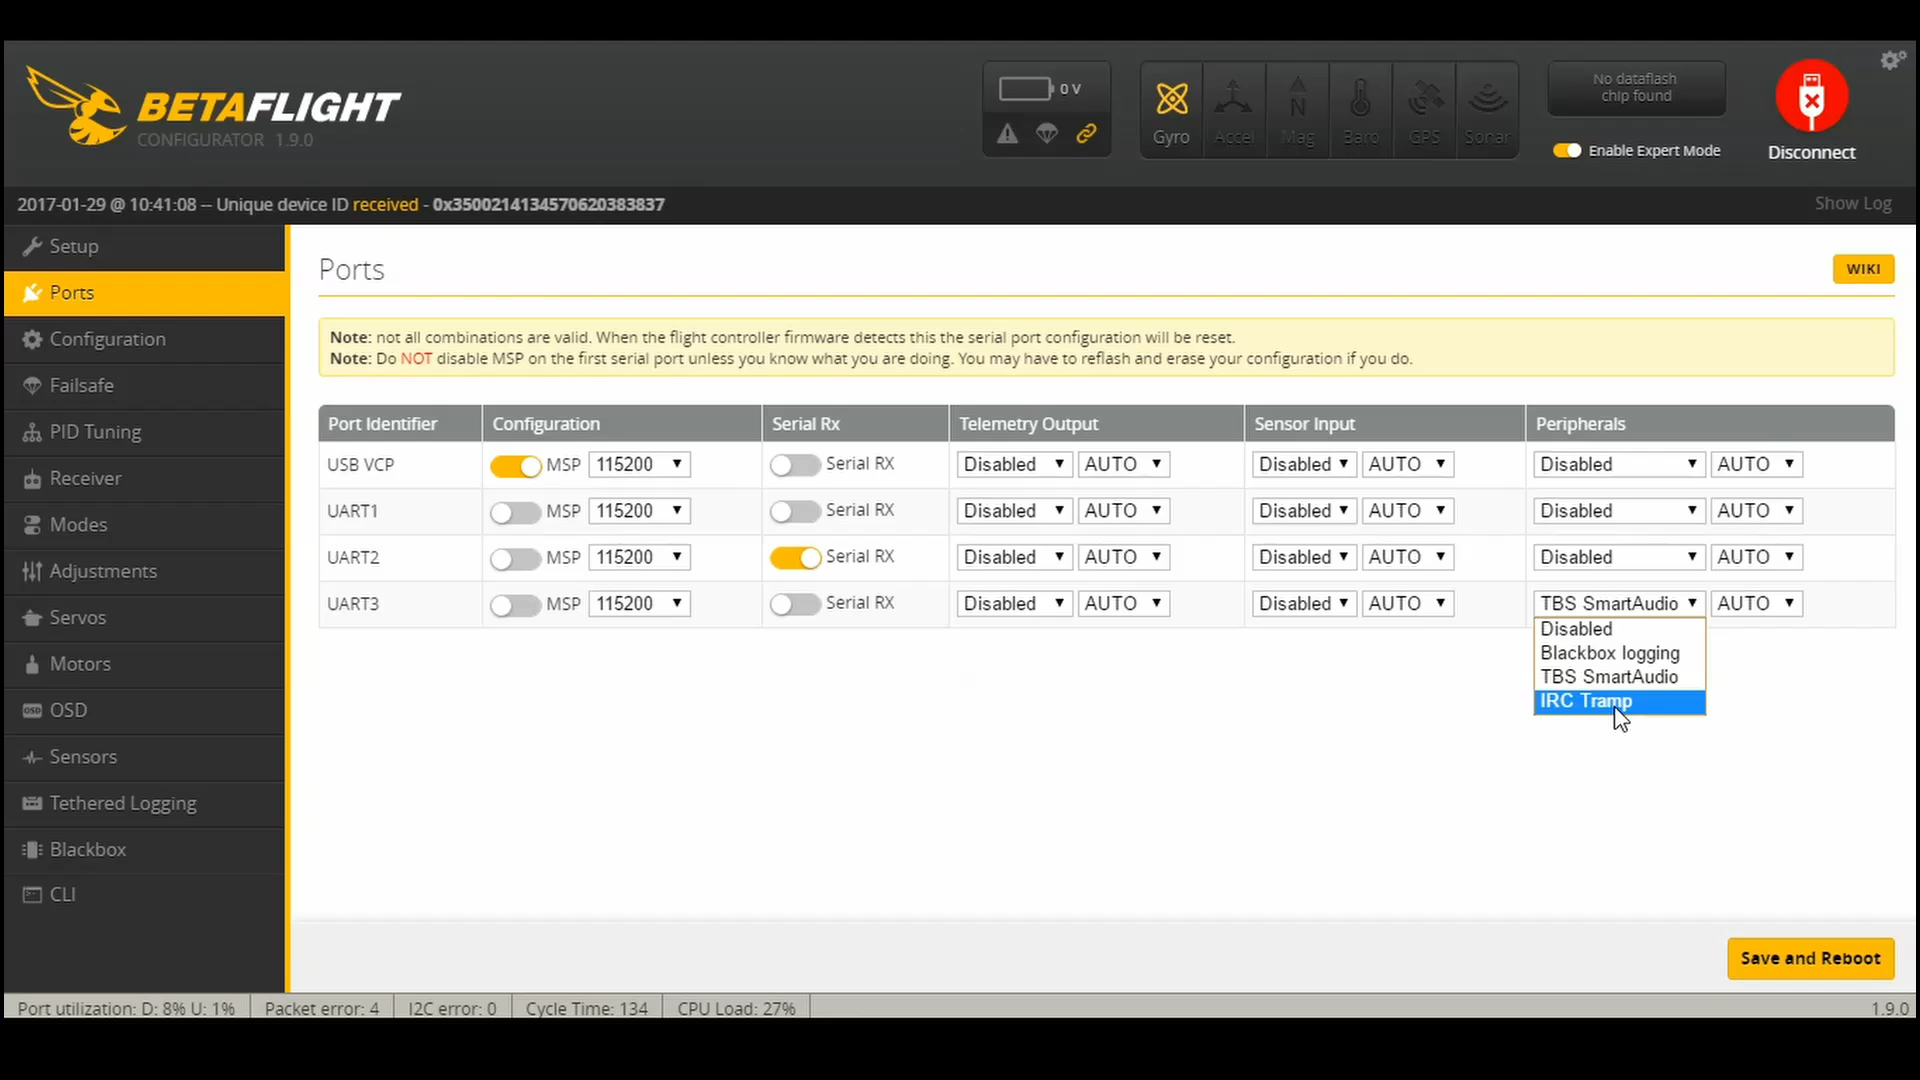 BETAFLIGHT
CONFIGURATOR 1.9.0
0 V
Gyro
Accel
Mag
Baro
GPS
Sonar
No dataflash
chip found
Enable Expert Mode
Disconnect
2017-01-29 @ 10:41:08 -- Unique device ID received - 0x3500214134570620383837
Show Log
Setup
Ports
Configuration
Failsafe
PID Tuning
Receiver
Modes
Adjustments
Servos
Motors
OSD
Sensors
Tethered Logging
Blackbox
CLI
Ports
WIKI
Note: not all combinations are valid. When the flight controller firmware detects this the serial port configuration will be reset.
Note: Do NOT disable MSP on the first serial port unless you know what you are doing. You may have to reflash and erase your configuration if you do.
Port Identifier Configuration Serial Rx Telemetry Output Sensor Input Peripherals
USB VCP MSP 115200 Serial RX Disabled AUTO Disabled AUTO Disabled AUTO
UART1 MSP 115200 Serial RX Disabled AUTO Disabled AUTO Disabled AUTO
UART2 MSP 115200 Serial RX Disabled AUTO Disabled AUTO Disabled AUTO
UART3 MSP 115200 Serial RX Disabled AUTO Disabled AUTO TBS SmartAudio AUTO
Disabled
Blackbox logging
TBS SmartAudio
IRC Tramp
Save and Reboot
Port utilization: D: 8% U: 1% Packet error: 4 I2C error: 0 Cycle Time: 134 CPU Load: 27% 1.9.0